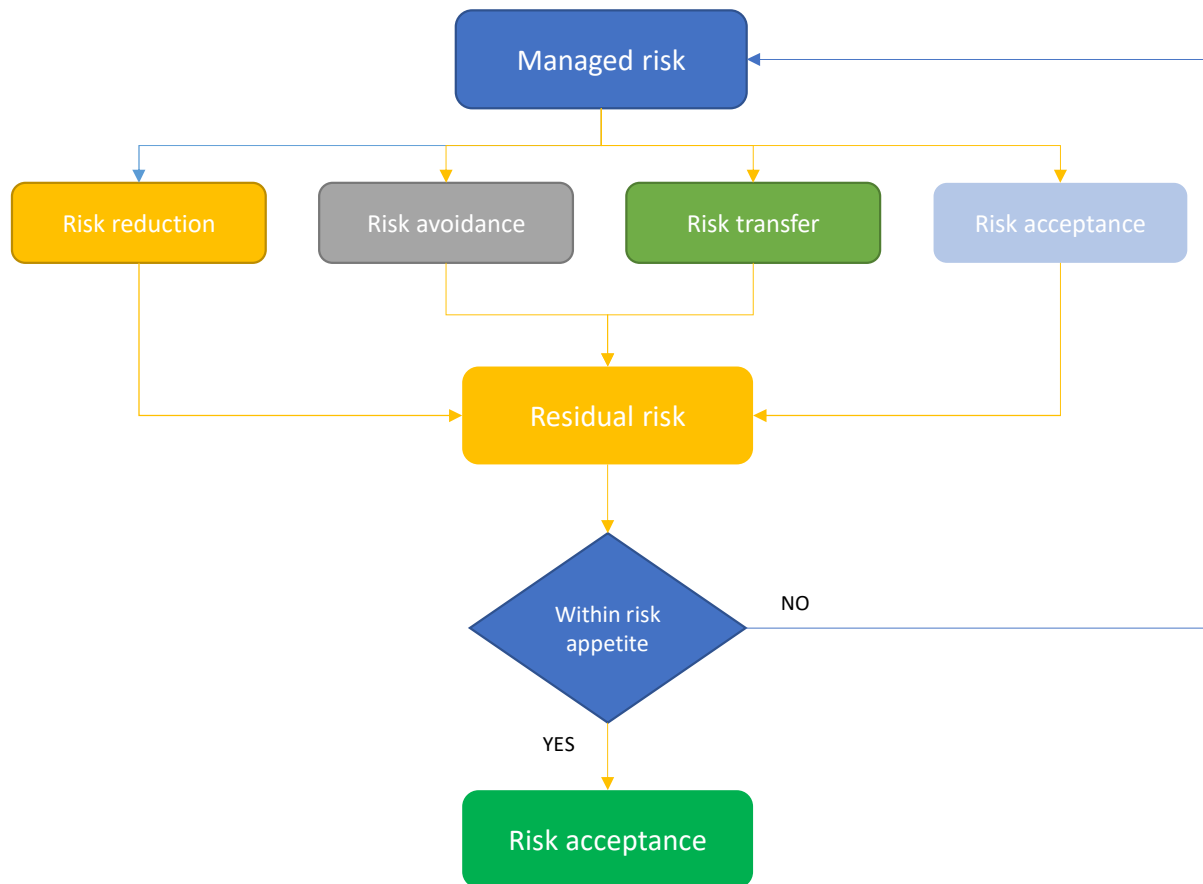 Managed risk
Risk reduction
Risk avoidance
Risk transfer
Risk acceptance
Residual risk
Within risk
appetite
NO
YES
Risk acceptance